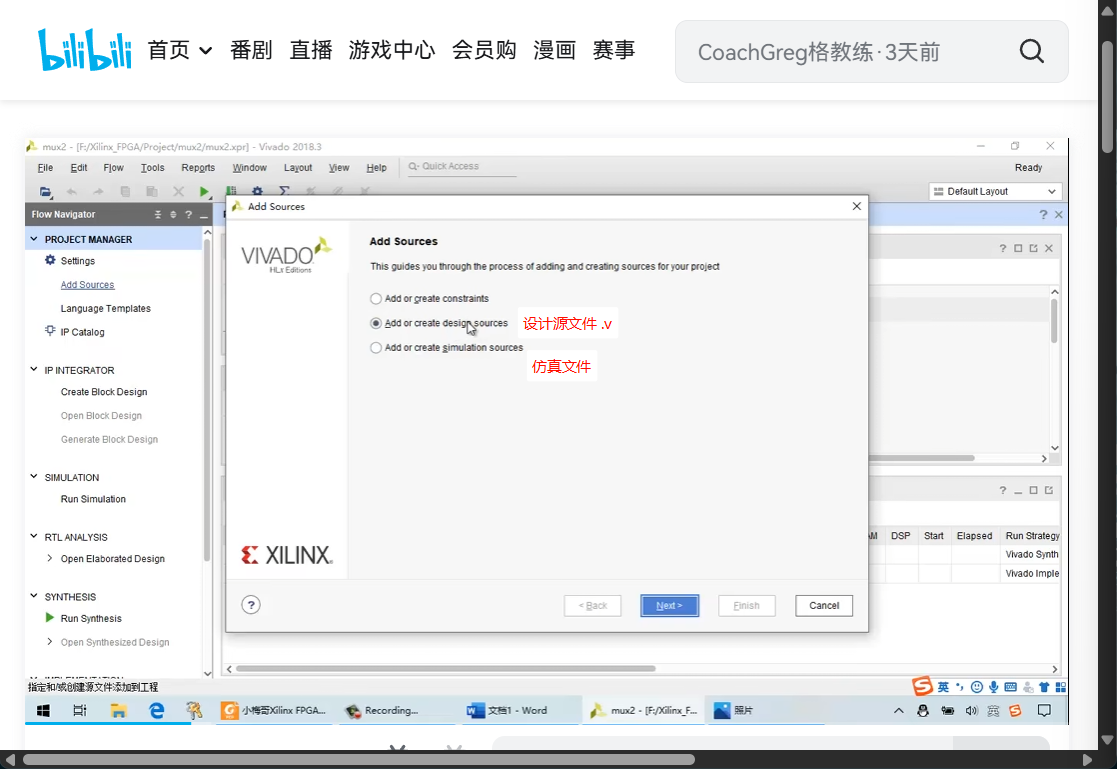 bilibili 首页 番剧 直播 游戏中心 会员购 漫画 赛事 CoachGreg格教练·3天前
mux2 - [F:/Xilinx_FPGA/Project/mux2/mux2.xpr] - Vivado 2018.3
File Edit Flow Tools Reports Window Layout View Help Quick Access Ready
Default Layout
Flow Navigator
PROJECT MANAGER
Settings
Add Sources
Language Templates
IP Catalog
IP INTEGRATOR
Create Block Design
Open Block Design
Generate Block Design
SIMULATION
Run Simulation
RTL ANALYSIS
Open Elaborated Design
SYNTHESIS
Run Synthesis
Open Synthesized Design
Add Sources
VIVADO
HLx Editions
Add Sources
This guides you through the process of adding and creating sources for your project
Add or create constraints
Add or create design sources 设计源文件 .v
Add or create simulation sources
仿真文件
XILINX
? < Back Next > Finish Cancel
DSP Start Elapsed Run Strategy
Vivado Synth
Vivado Imple
指定和/或创建源文件添加到工程
英
小梅哥Xilinx FPGA... Recording... 文档1 - Word mux2 - [F:/Xilinx_F... 照片